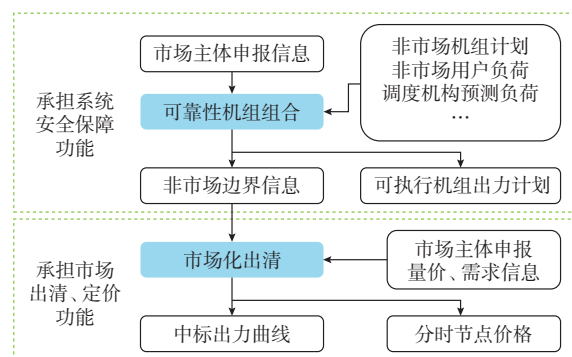 市场主体申报信息
非市场机组计划
非市场用户负荷
调度机构预测负荷
…
承担系统
安全保障
功能
可靠性机组组合
非市场边界信息
可执行机组出力计划
承担市场
出清、定价
功能
市场化出清
市场主体申报
量价、需求信息
中标出力曲线
分时节点价格